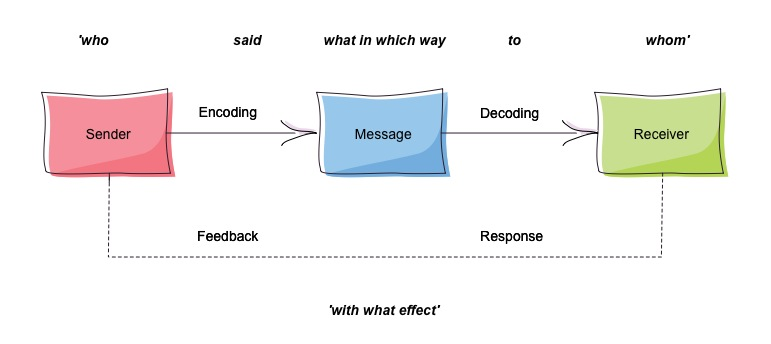 'who said what in which way to whom'
Encoding Decoding
Sender Message Receiver
Feedback Response
'with what effect'